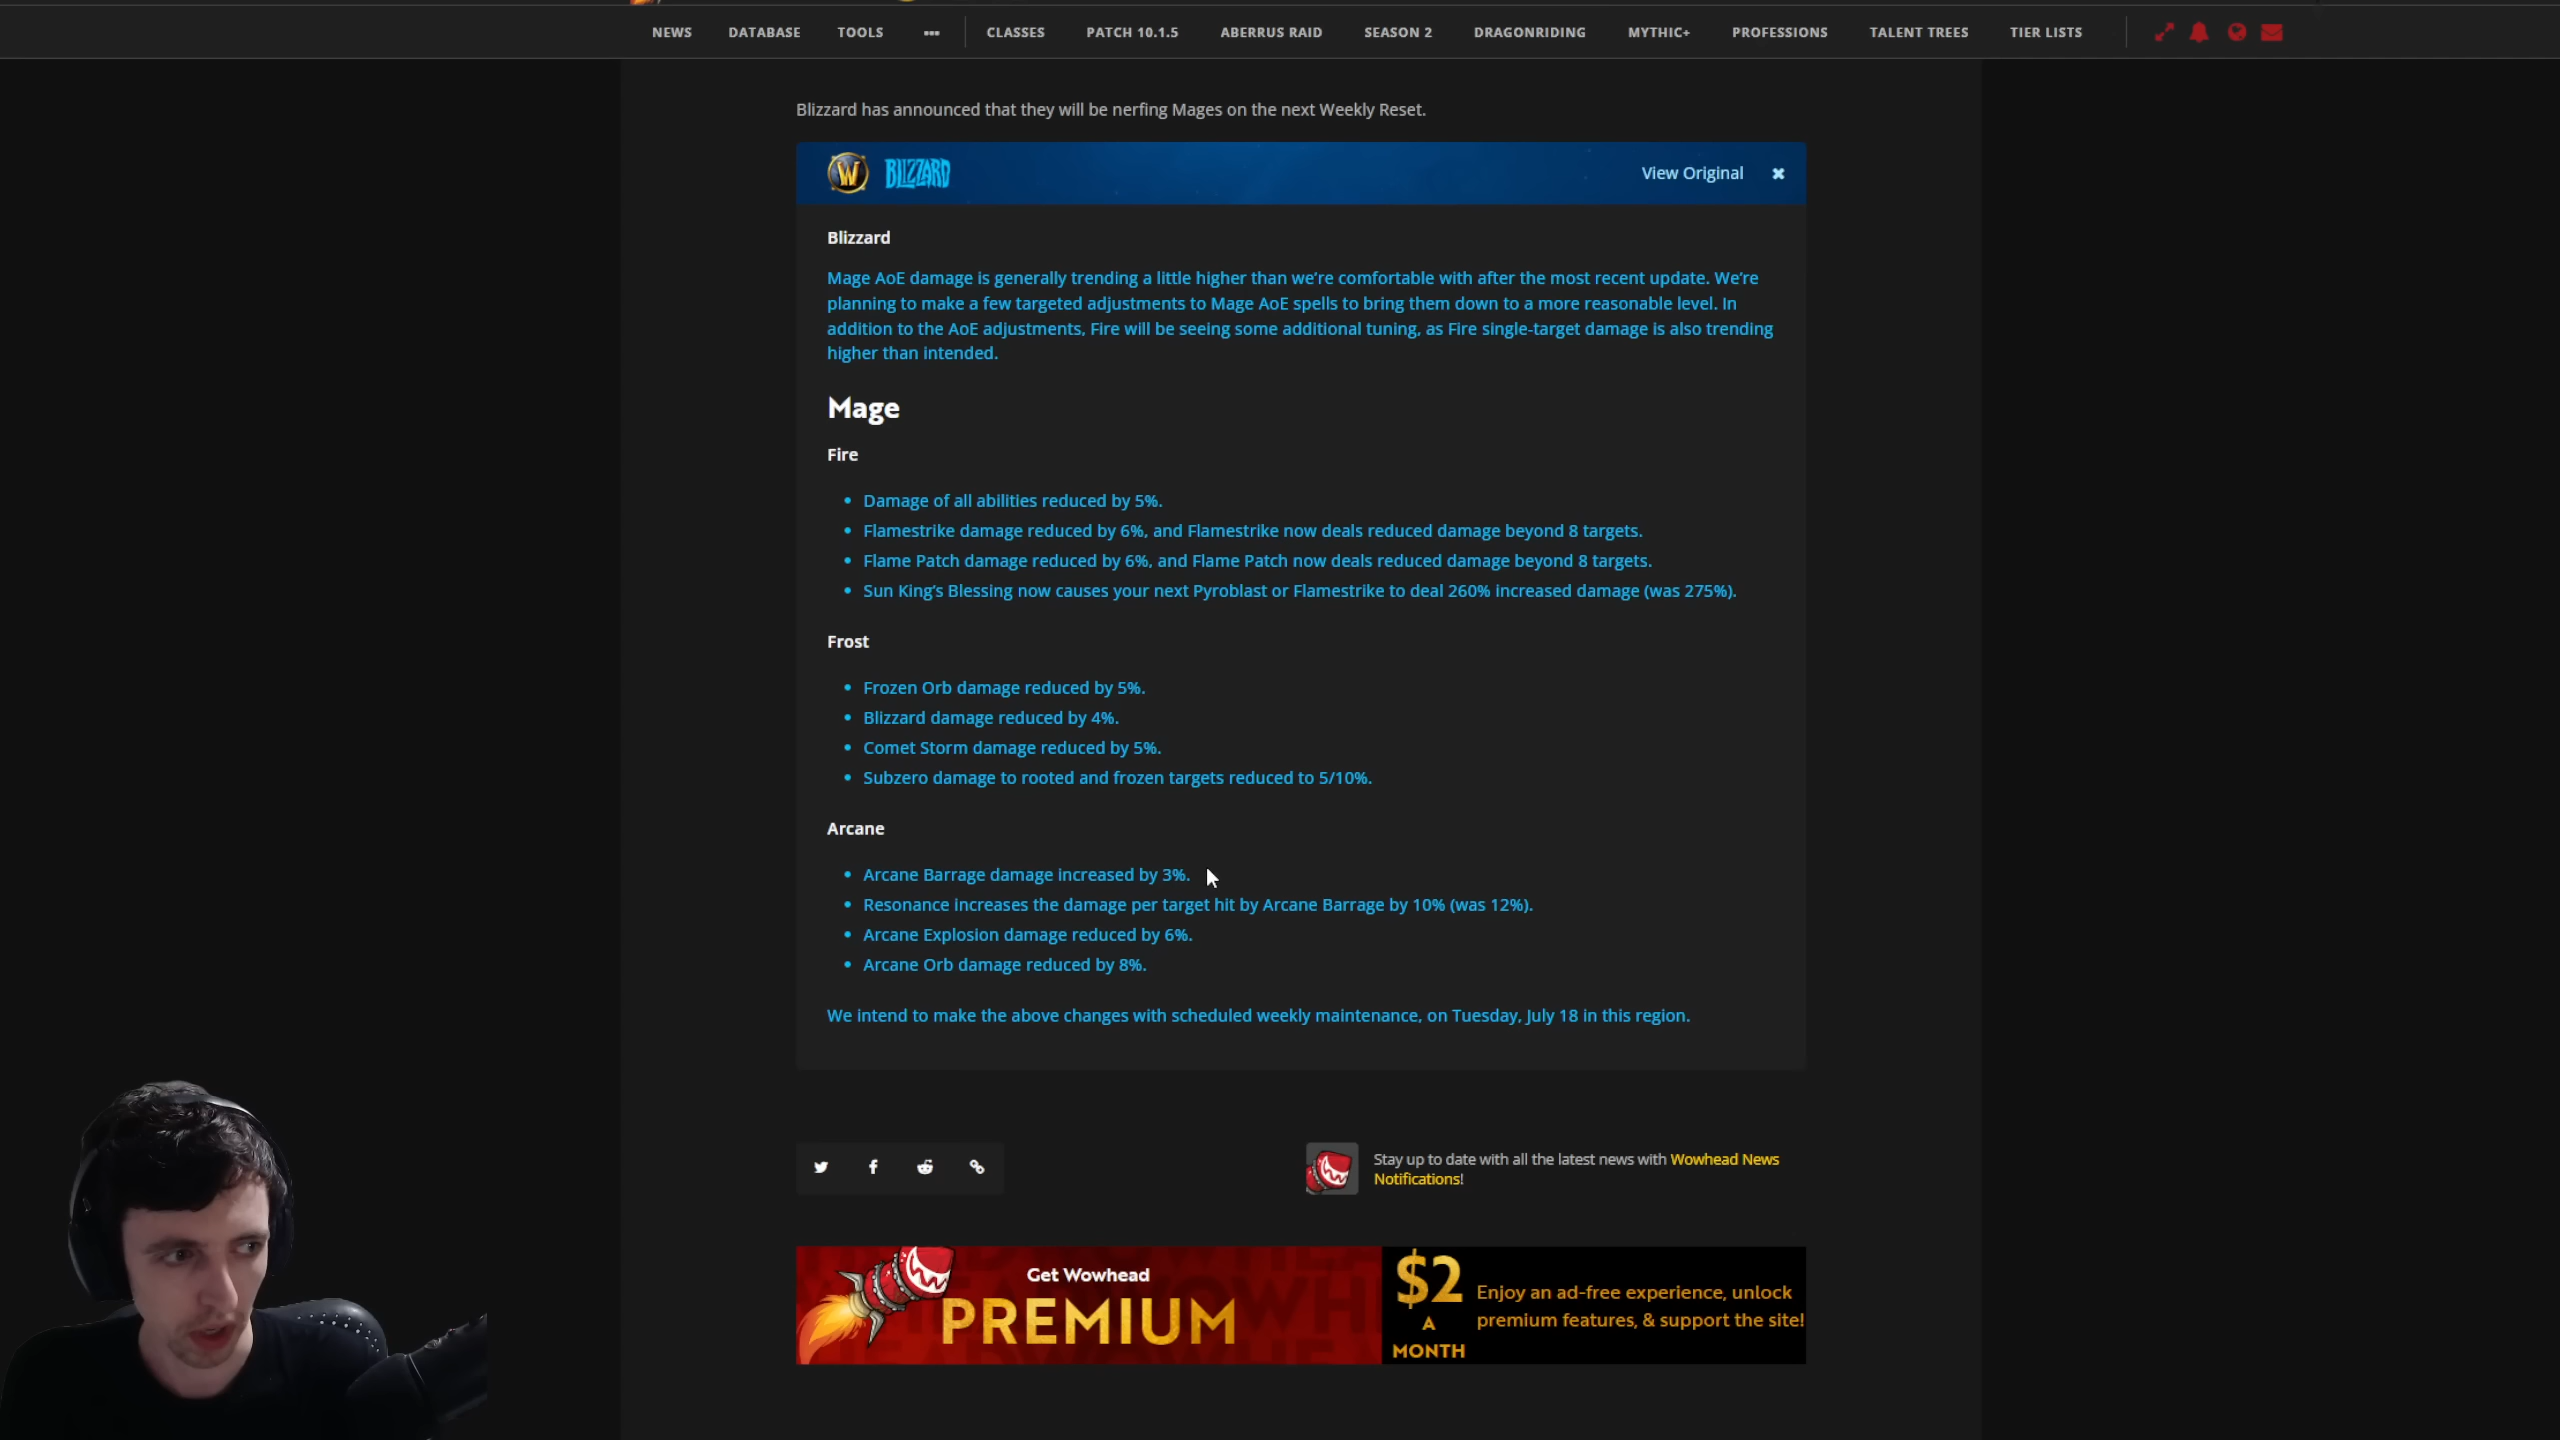 NEWS DATABASE TOOLS ••• CLASSES PATCH 10.1.5 ABERRUS RAID SEASON 2 DRAGONRIDING MYTHIC+ PROFESSIONS TALENT TREES TIER LISTS
Blizzard has announced that they will be nerfing Mages on the next Weekly Reset.
W BLIZZARD View Original ✖
Blizzard
Mage AoE damage is generally trending a little higher than we're comfortable with after the most recent update. We're
planning to make a few targeted adjustments to Mage AoE spells to bring them down to a more reasonable level. In
addition to the AoE adjustments, Fire will be seeing some additional tuning, as Fire single-target damage is also trending
higher than intended.
Mage
Fire
• Damage of all abilities reduced by 5%.
• Flamestrike damage reduced by 6%, and Flamestrike now deals reduced damage beyond 8 targets.
• Flame Patch damage reduced by 6%, and Flame Patch now deals reduced damage beyond 8 targets.
• Sun King's Blessing now causes your next Pyroblast or Flamestrike to deal 260% increased damage (was 275%).
Frost
• Frozen Orb damage reduced by 5%.
• Blizzard damage reduced by 4%.
• Comet Storm damage reduced by 5%.
• Subzero damage to rooted and frozen targets reduced to 5/10%.
Arcane
• Arcane Barrage damage increased by 3%.
• Resonance increases the damage per target hit by Arcane Barrage by 10% (was 12%).
• Arcane Explosion damage reduced by 6%.
• Arcane Orb damage reduced by 8%.
We intend to make the above changes with scheduled weekly maintenance, on Tuesday, July 18 in this region.
Stay up to date with all the latest news with Wowhead News
Notifications!
Get Wowhead
PREMIUM
$2
A
MONTH
Enjoy an ad-free experience, unlock
premium features, & support the site!